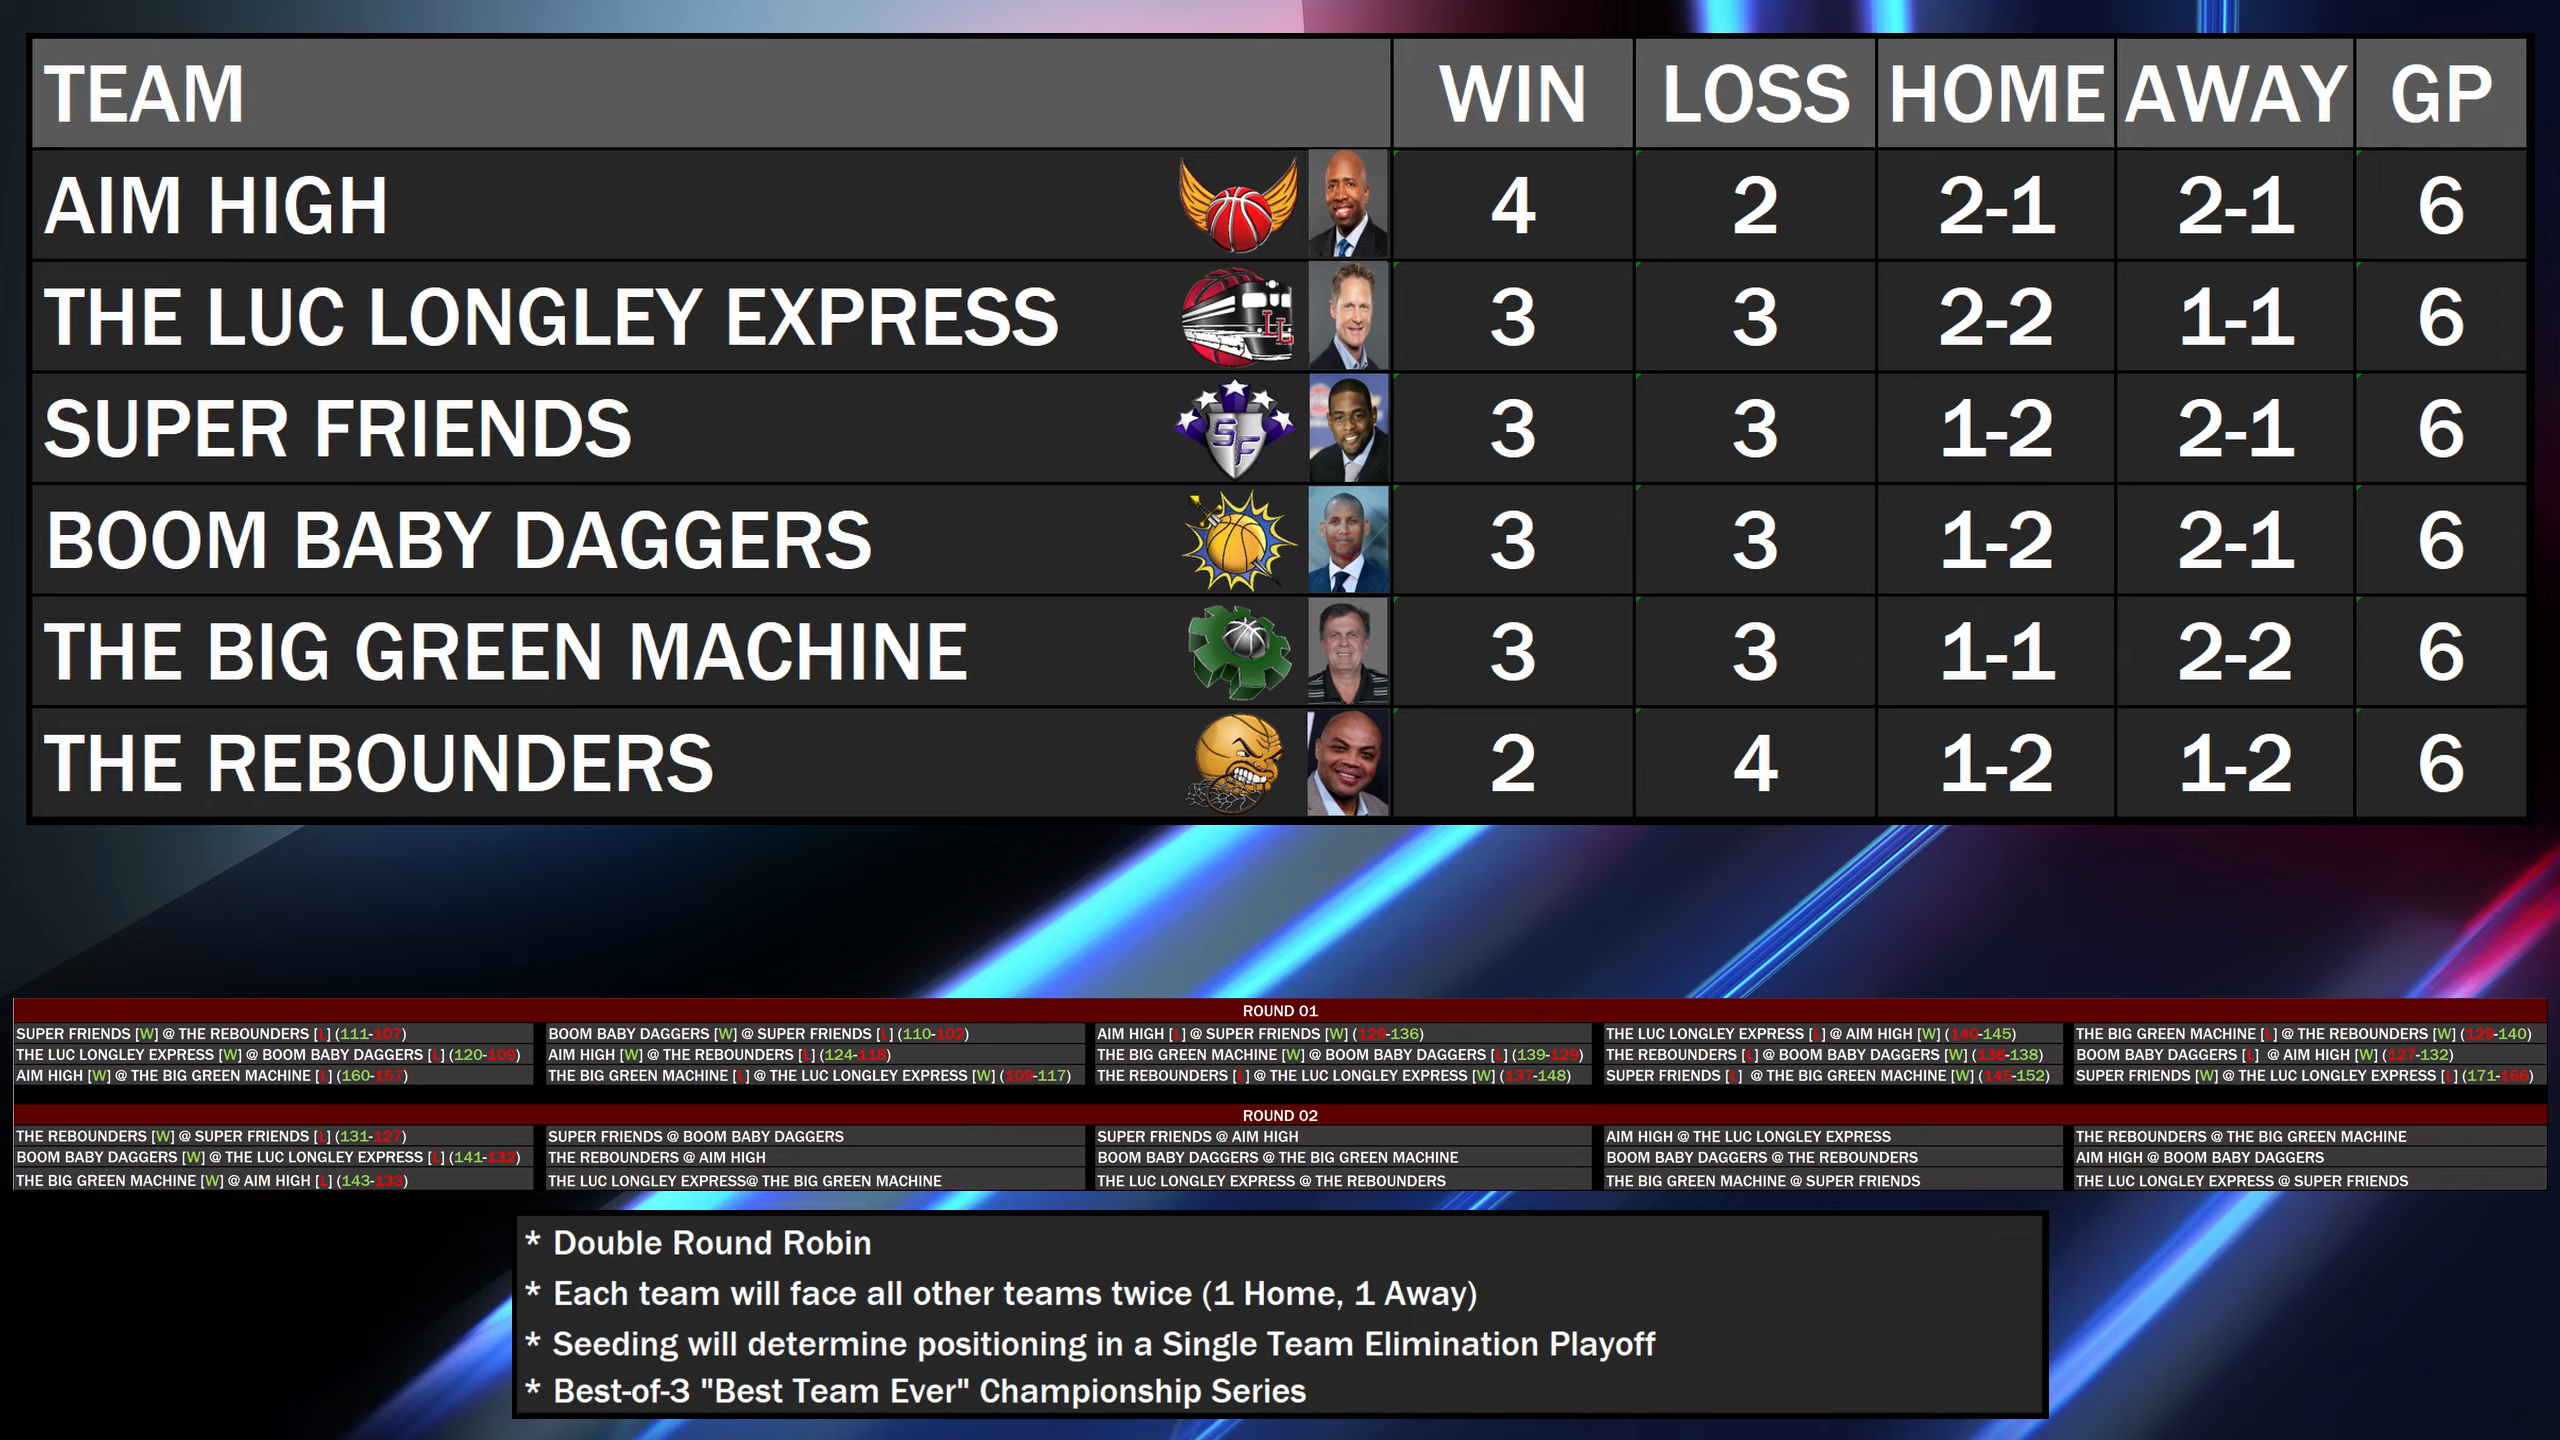 TEAM WIN LOSS HOME AWAY GP
AIM HIGH 4 2 2-1 2-1 6
THE LUC LONGLEY EXPRESS LL 3 3 2-2 1-1 6
SUPER FRIENDS SF 3 3 1-2 2-1 6
BOOM BABY DAGGERS 3 3 1-2 2-1 6
THE BIG GREEN MACHINE 3 3 1-1 2-2 6
THE REBOUNDERS 2 4 1-2 1-2 6
ROUND 01
SUPER FRIENDS [W] @ THE REBOUNDERS [L] (111-107) BOOM BABY DAGGERS [W] @ SUPER FRIENDS [L] (110-102) AIM HIGH [L] @ SUPER FRIENDS [W] (129-136) THE LUC LONGLEY EXPRESS [L] @ AIM HIGH [W] (140-145) THE BIG GREEN MACHINE [L] @ THE REBOUNDERS [W] (129-140)
THE LUC LONGLEY EXPRESS [W] @ BOOM BABY DAGGERS [L] (120-109) AIM HIGH [W] @ THE REBOUNDERS [L] (124-118) THE BIG GREEN MACHINE [W] @ BOOM BABY DAGGERS [L] (139-129) THE REBOUNDERS [L] @ BOOM BABY DAGGERS [W] (136-138) BOOM BABY DAGGERS [L] @ AIM HIGH [W] (127-132)
AIM HIGH [W] @ THE BIG GREEN MACHINE [L] (160-157) THE BIG GREEN MACHINE [L] @ THE LUC LONGLEY EXPRESS [W] (109-117) THE REBOUNDERS [L] @ THE LUC LONGLEY EXPRESS [W] (137-148) SUPER FRIENDS [L] @ THE BIG GREEN MACHINE [W] (145-152) SUPER FRIENDS [W] @ THE LUC LONGLEY EXPRESS [L] (171-166)
ROUND 02
THE REBOUNDERS [W] @ SUPER FRIENDS [L] (131-127) SUPER FRIENDS @ BOOM BABY DAGGERS SUPER FRIENDS @ AIM HIGH AIM HIGH @ THE LUC LONGLEY EXPRESS THE REBOUNDERS @ THE BIG GREEN MACHINE
BOOM BABY DAGGERS [W] @ THE LUC LONGLEY EXPRESS [L] (141-132) THE REBOUNDERS @ AIM HIGH BOOM BABY DAGGERS @ THE BIG GREEN MACHINE BOOM BABY DAGGERS @ THE REBOUNDERS AIM HIGH @ BOOM BABY DAGGERS
THE BIG GREEN MACHINE [W] @ AIM HIGH [L] (143-133) THE LUC LONGLEY EXPRESS@ THE BIG GREEN MACHINE THE LUC LONGLEY EXPRESS @ THE REBOUNDERS THE BIG GREEN MACHINE @ SUPER FRIENDS THE LUC LONGLEY EXPRESS @ SUPER FRIENDS
* Double Round Robin
* Each team will face all other teams twice (1 Home, 1 Away)
* Seeding will determine positioning in a Single Team Elimination Playoff
* Best-of-3 "Best Team Ever" Championship Series